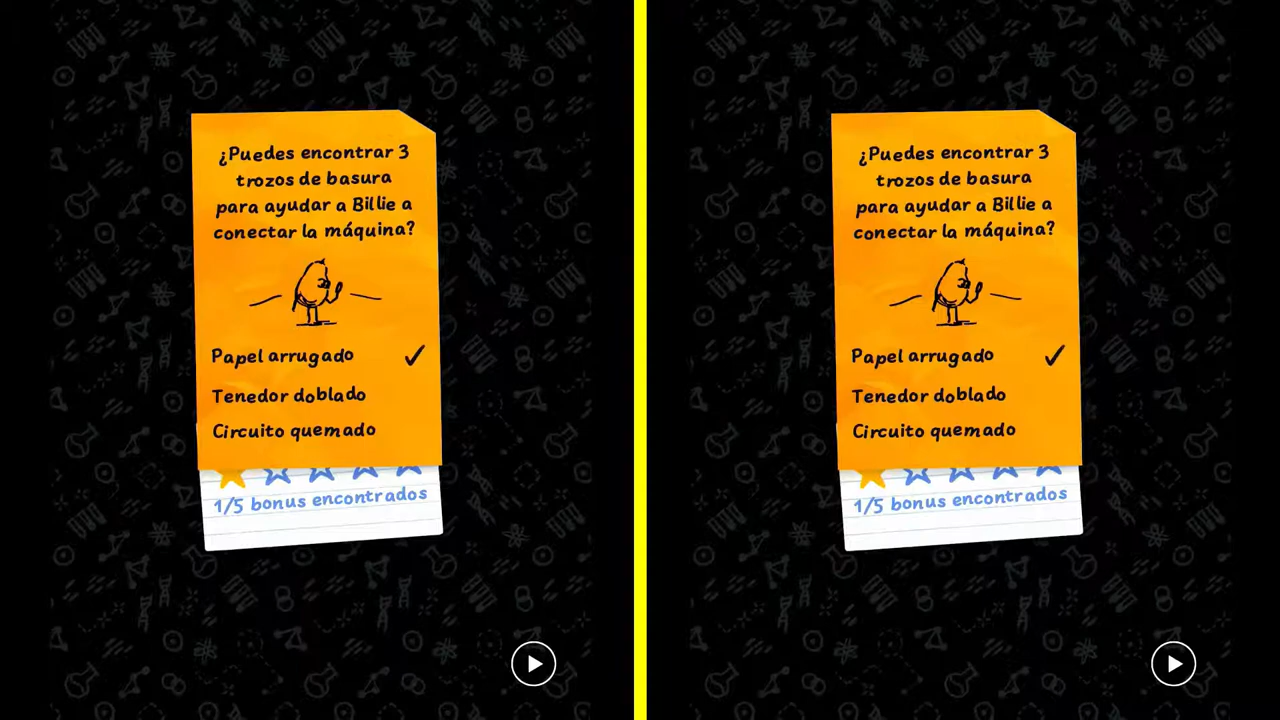 ¿Puedes encontrar 3
trozos de basura
para ayudar a Billie a
conectar la máquina?
Papel arrugado
Tenedor doblado
Circuito quemado
1/5 bonus encontrados
¿Puedes encontrar 3
trozos de basura
para ayudar a Billie a
conectar la máquina?
Papel arrugado
Tenedor doblado
Circuito quemado
1/5 bonus encontrados